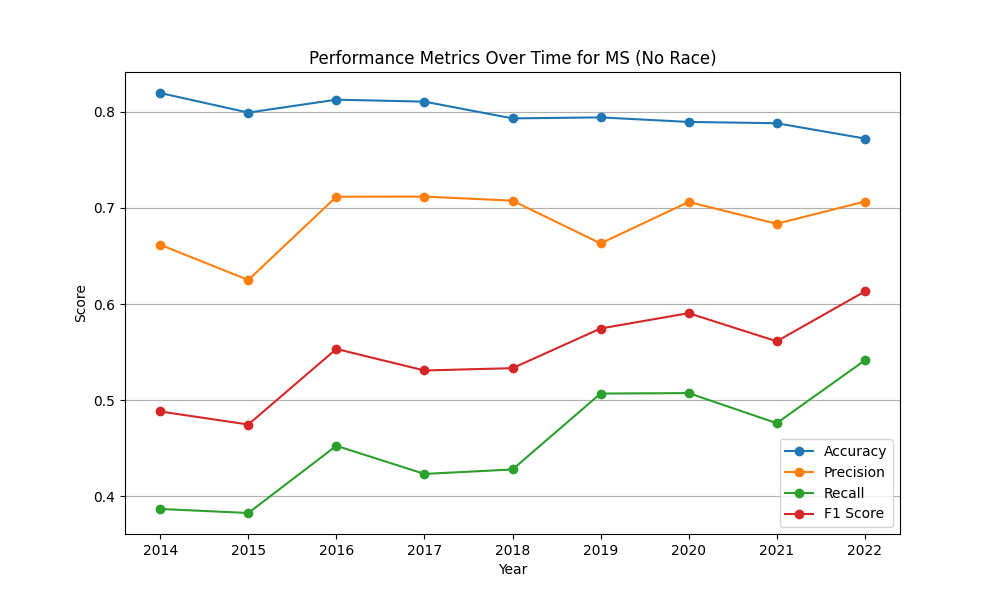 Performance Metrics Over Time for MS (No Race)
Score
0.8
0.7
0.6
0.5
0.4
Accuracy
Precision
Recall
F1 Score
2014 2015 2016 2017 2018 2019 2020 2021 2022
Year